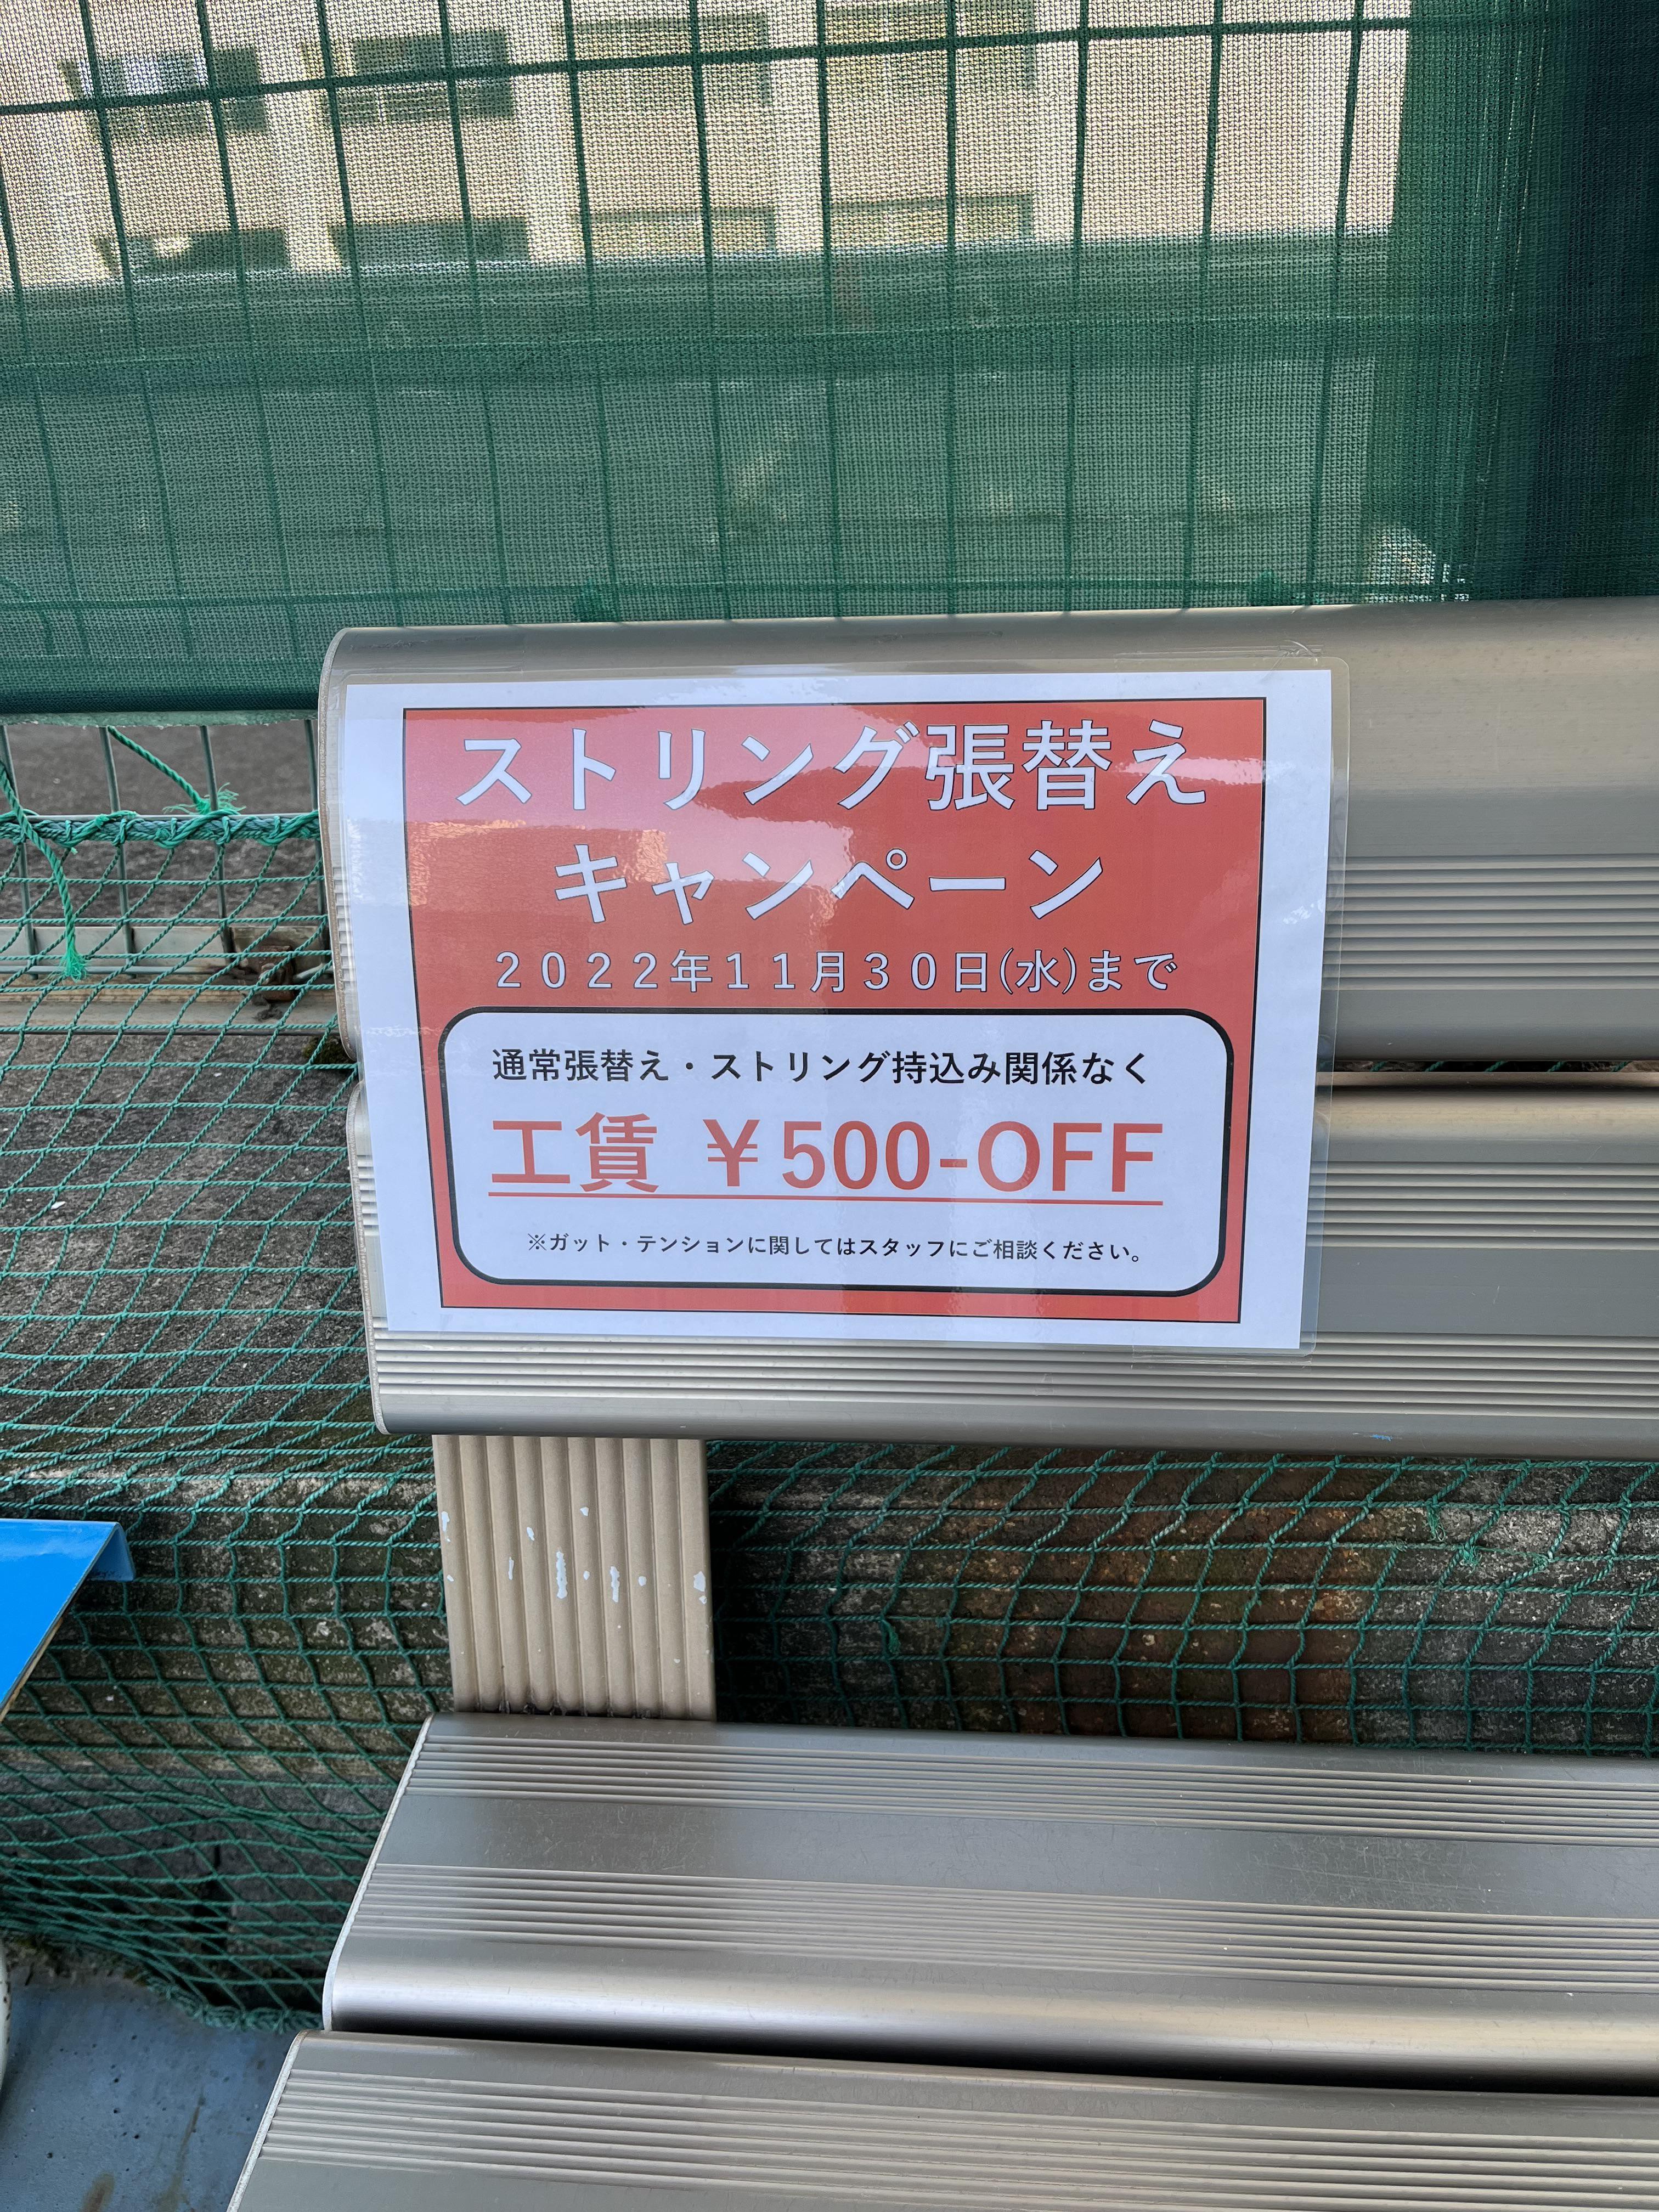 ストリング張替え
キャンペーン
２０２２年１１月３０日(水)まで
通常張替え・ストリング持込み関係なく
工賃 ￥500-OFF
※ガット・テンションに関してはスタッフにご相談ください。